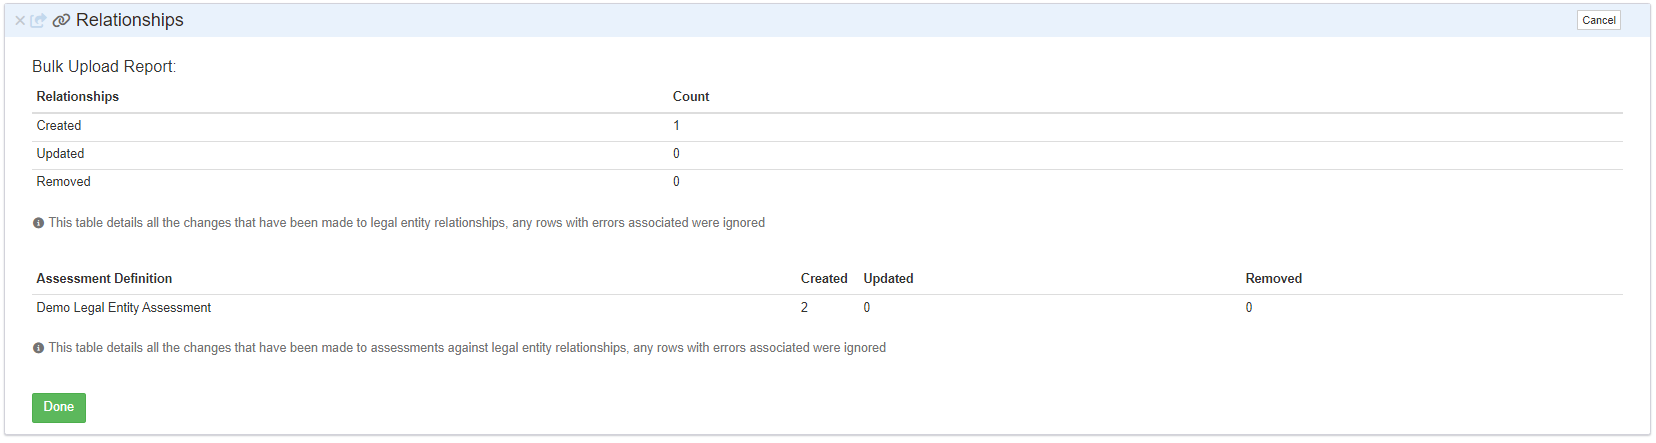 Relationships
Cancel
Bulk Upload Report:
Relationships Count
Created 1
Updated 0
Removed 0
This table details all the changes that have been made to legal entity relationships, any rows with errors associated were ignored
Assessment Definition Created Updated Removed
Demo Legal Entity Assessment 2 0 0
This table details all the changes that have been made to assessments against legal entity relationships, any rows with errors associated were ignored
Done